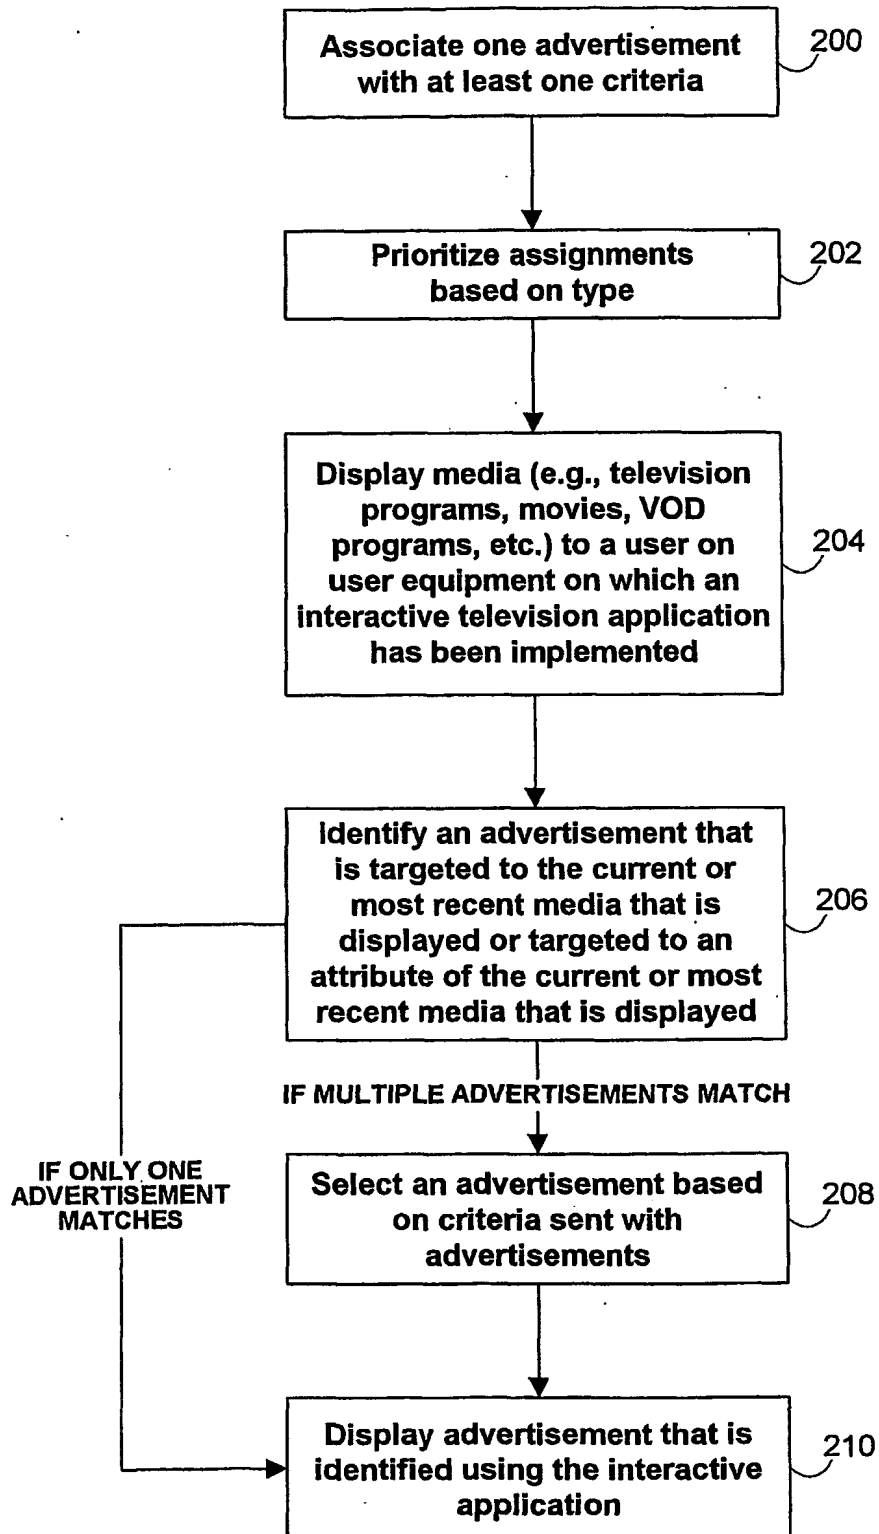 Associate one advertisement
with at least one criteria
200
Prioritize assignments
based on type
202
Display media (e.g., television
programs, movies, VOD
programs, etc.) to a user on
user equipment on which an
interactive television application
has been implemented
204
Identify an advertisement that
is targeted to the current or
most recent media that is
displayed or targeted to an
attribute of the current or most
recent media that is displayed
206
IF MULTIPLE ADVERTISEMENTS MATCH
IF ONLY ONE
ADVERTISEMENT
MATCHES
Select an advertisement based
on criteria sent with
advertisements
208
Display advertisement that is
identified using the interactive
application
210